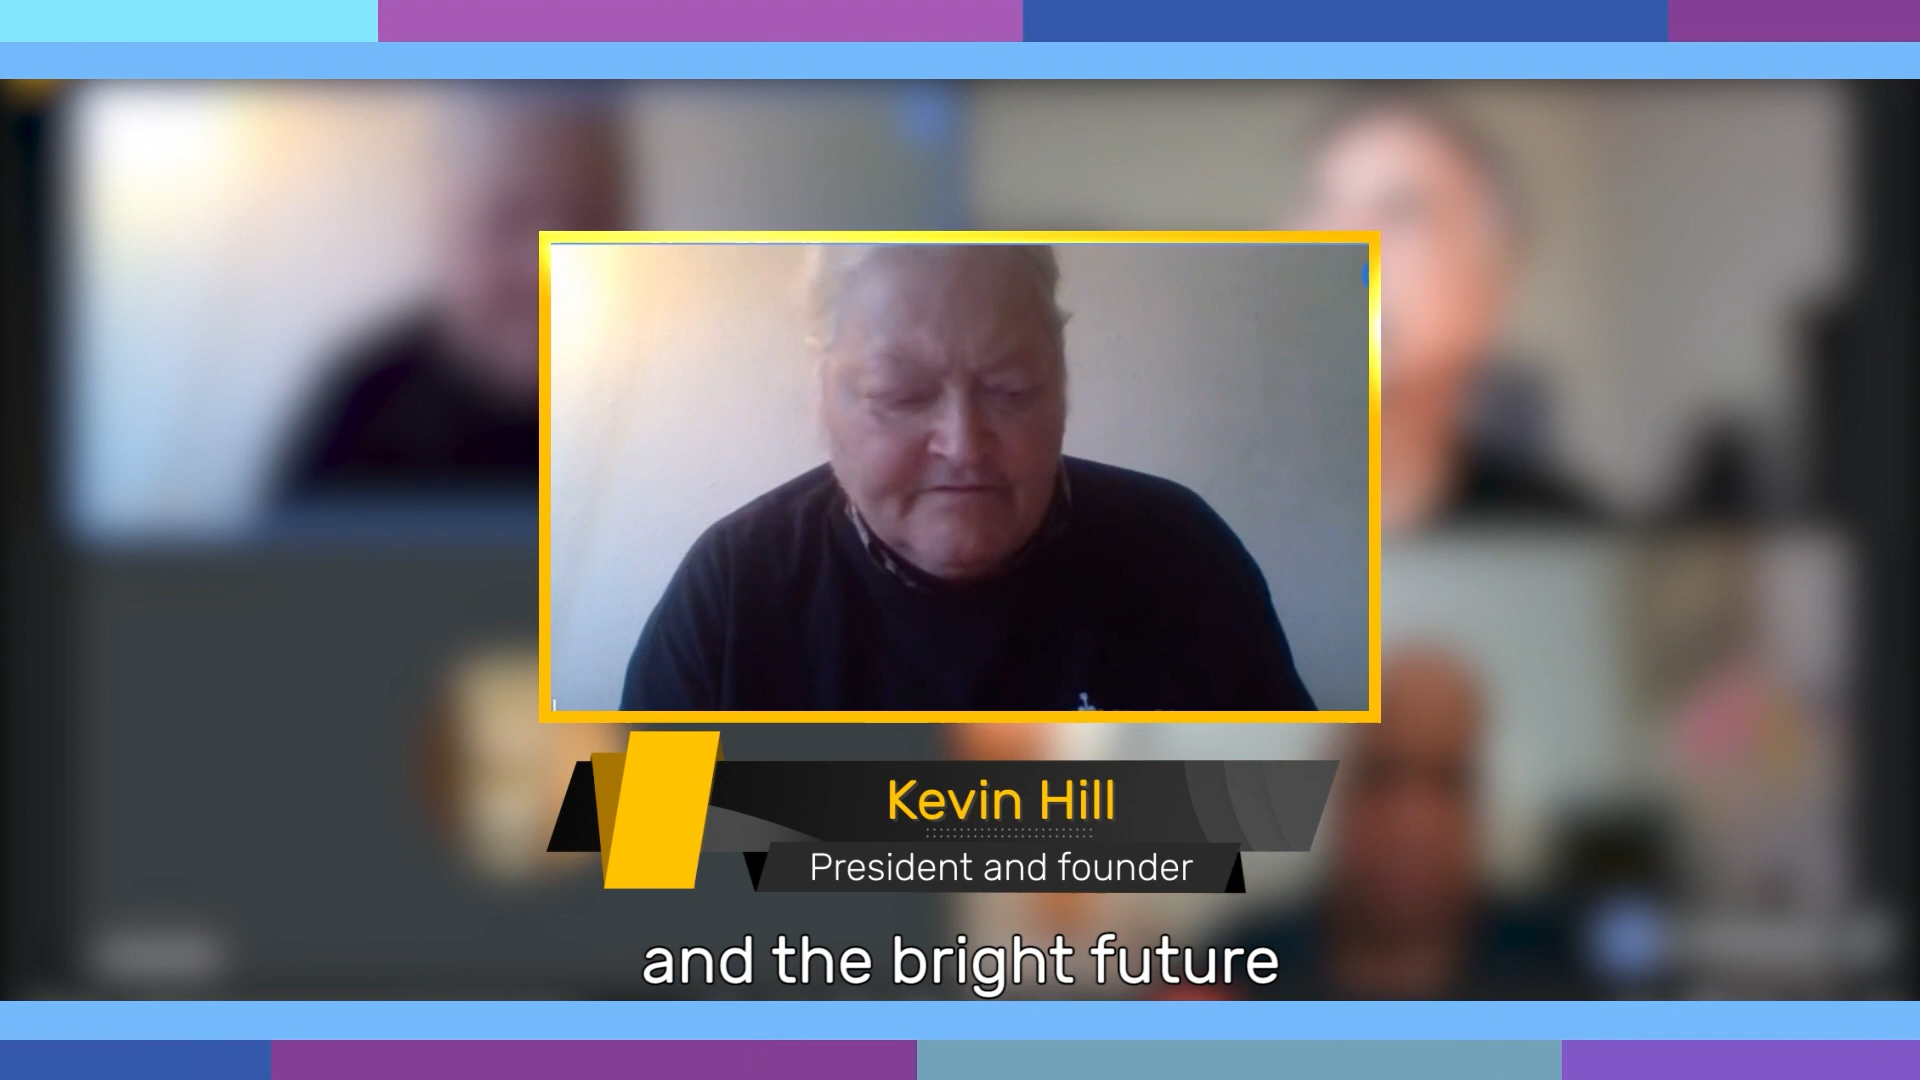 Kevin Hill
President and founder
and the bright future